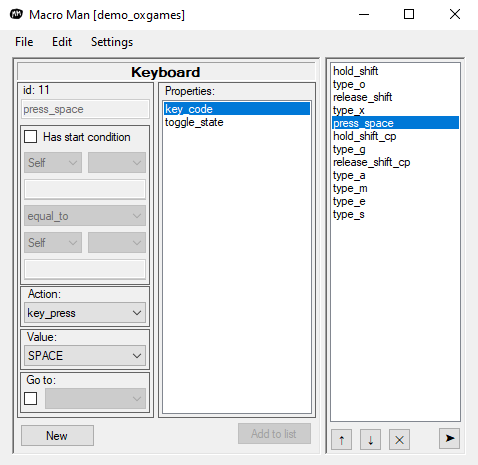 Macro Man [demo_oxgames]
File Edit Settings
Keyboard
id: 11
press_space
Has start condition
Self
equal_to
Self
Action:
key_press
Value:
SPACE
Go to:
New
Properties:
key_code
toggle_state
Add to list
hold_shift
type_o
release_shift
type_x
press_space
hold_shift_cp
type_g
release_shift_cp
type_a
type_m
type_e
type_s